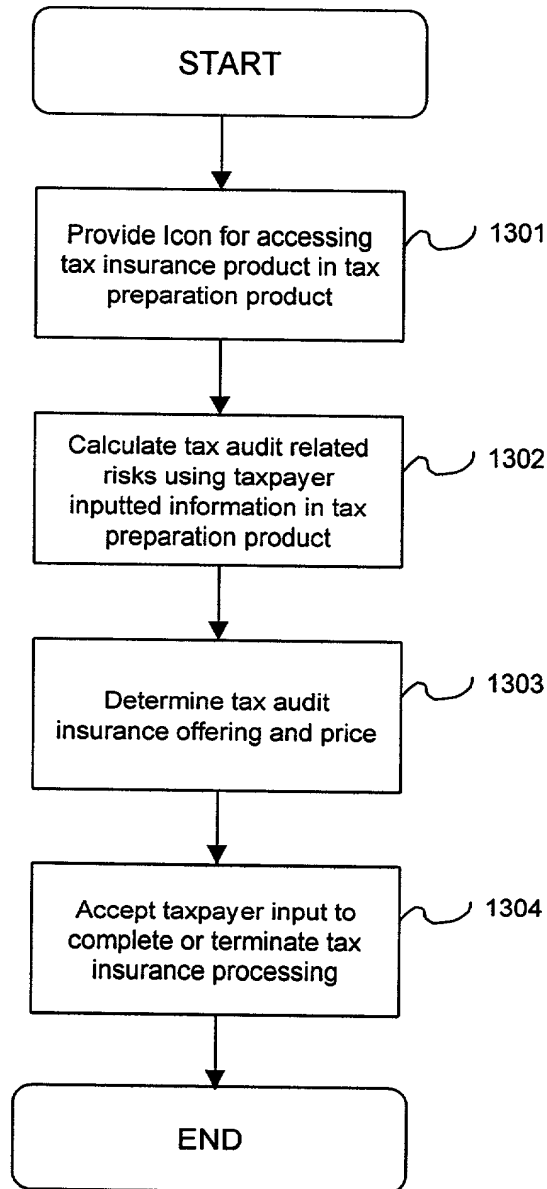 START
Provide Icon for accessing
tax insurance product in tax
preparation product
1301
Calculate tax audit related
risks using taxpayer
inputted information in tax
preparation product
1302
Determine tax audit
insurance offering and price
1303
Accept taxpayer input to
complete or terminate tax
insurance processing
1304
END